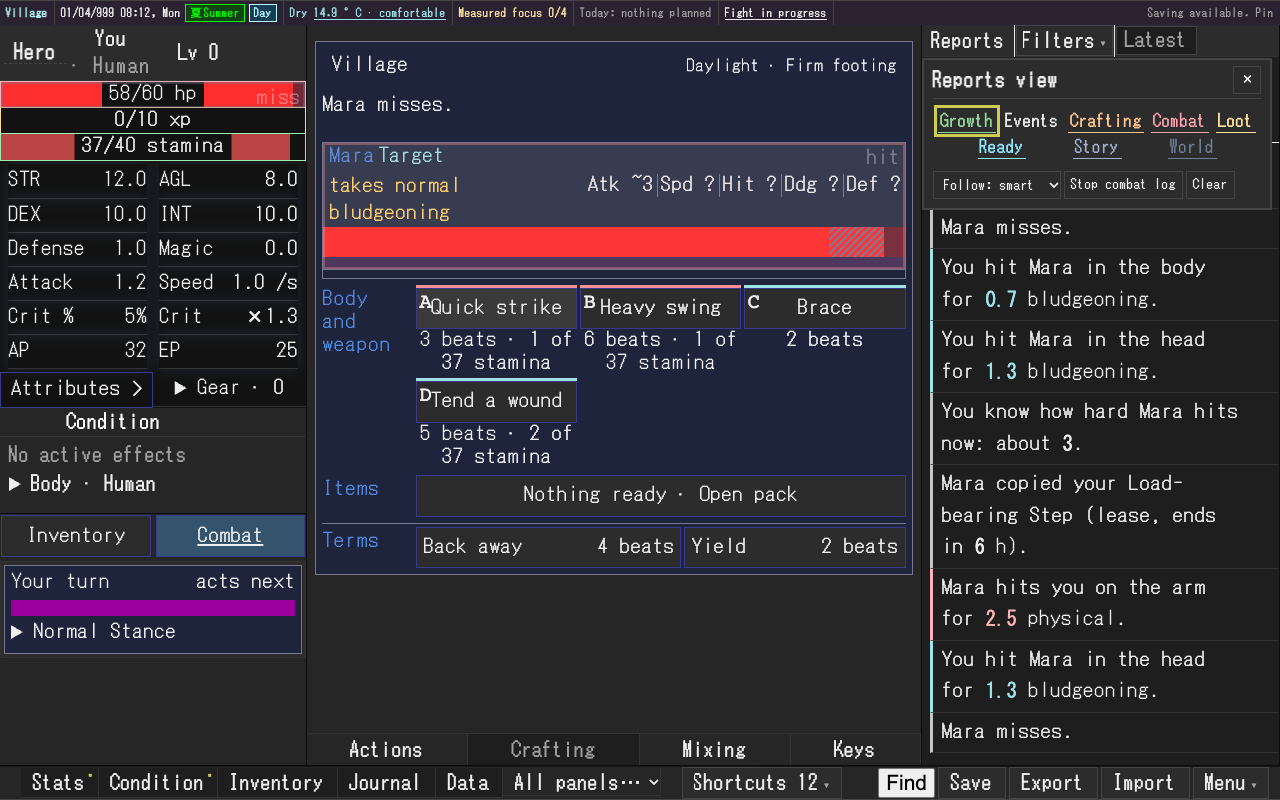 Village 01/04/999 08:12, Mon 夏Summer Day Dry 14.9 ° C · comfortable Measured focus 0/4 Today: nothing planned Fight in progress Saving available. Pin
Hero · You Human Lv 0
58/60 hp miss
0/10 xp
37/40 stamina
STR 12.0 AGL 8.0
DEX 10.0 INT 10.0
Defense 1.0 Magic 0.0
Attack 1.2 Speed 1.0 /s
Crit % 5% Crit ×1.3
AP 32 EP 25
Attributes > ▶ Gear · 0
Condition
No active effects
▶ Body · Human
Inventory Combat
Your turn acts next
▶ Normal Stance
Village Daylight · Firm footing
Mara misses.
Mara Target hit
takes normal bludgeoning Atk ~3 Spd ? Hit ? Ddg ? Def ?
Body and weapon
A Quick strike B Heavy swing C Brace
3 beats · 1 of 37 stamina 6 beats · 1 of 37 stamina 2 beats
D Tend a wound
5 beats · 2 of 37 stamina
Items Nothing ready · Open pack
Terms Back away 4 beats Yield 2 beats
Actions Crafting Mixing Keys
Reports Filters ▾ Latest
Reports view ×
Growth Events Crafting Combat Loot
Ready Story World
Follow: smart Stop combat log Clear
Mara misses.
You hit Mara in the body
for 0.7 bludgeoning.
You hit Mara in the head
for 1.3 bludgeoning.
You know how hard Mara hits
now: about 3.
Mara copied your Load-
bearing Step (lease, ends
in 6 h).
Mara hits you on the arm
for 2.5 physical.
You hit Mara in the head
for 1.3 bludgeoning.
Mara misses.
Stats Condition Inventory Journal Data All panels… Shortcuts 12 ▾ Find Save Export Import Menu ▾